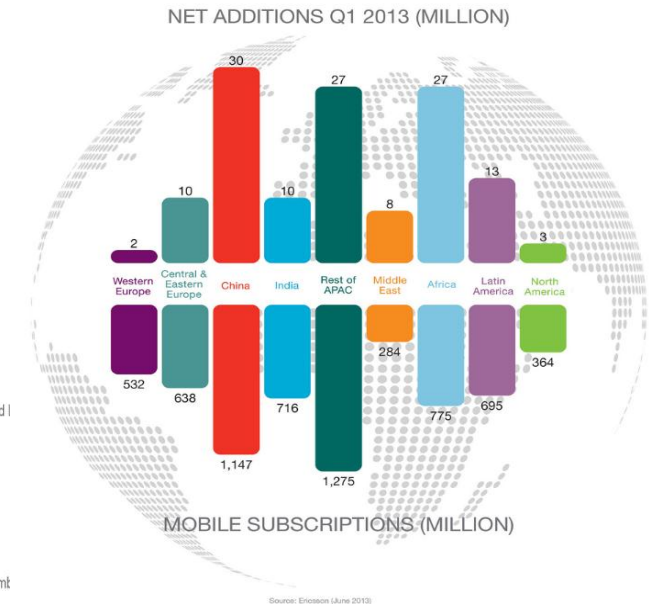 NET ADDITIONS Q1 2013 (MILLION)
30
27
27
13
10
10
8
2
3
Western
Europe
Central &
Eastern
Europe
China
India
Rest of
APAC
Middle
East
Africa
Latin
America
North
America
532
638
1,147
716
1,275
284
775
695
364
MOBILE SUBSCRIPTIONS (MILLION)
Source: Ericsson (June 2013)